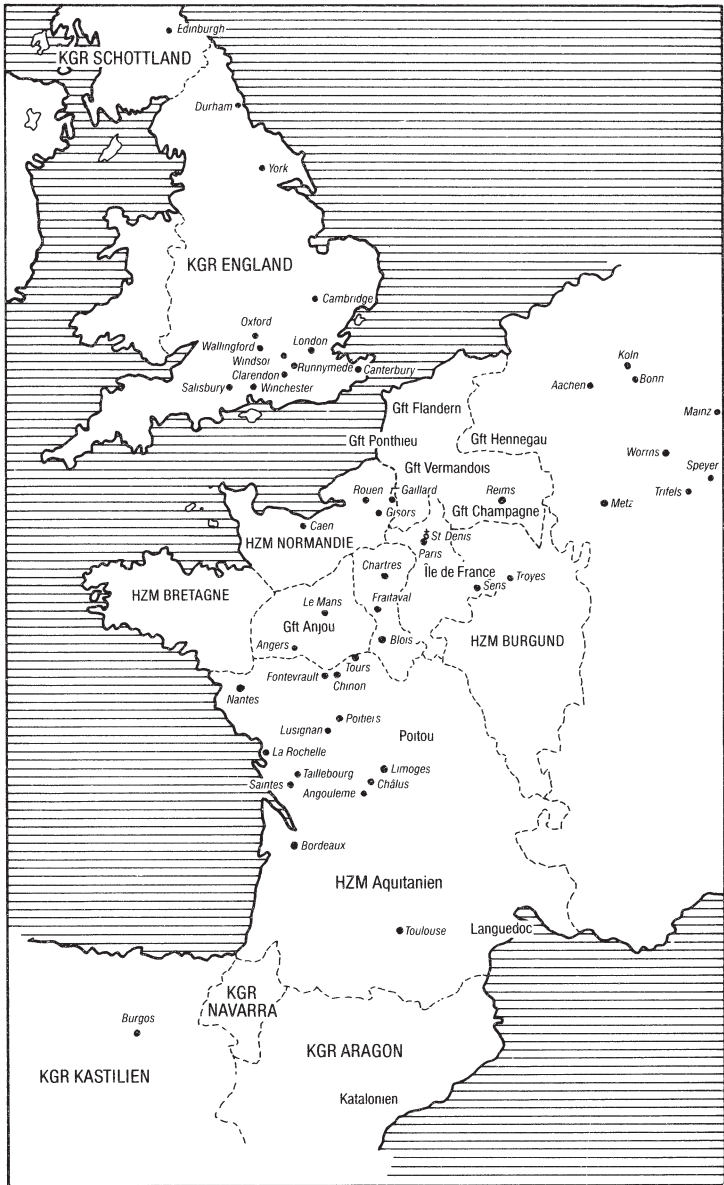 Edinburgh
KGR SCHOTTLAND
Durham
York
KGR ENGLAND
Cambridge
Oxford
London
Wallingford
Windsor
Runnymede
Canterbury
Clarendon
Salisbury
Winchester
Köln
Bonn
Aachen
Mainz
Gft Flandern
Gft Ponthieu
Gft Hennegau
Worms
Gft Vermandois
Speyer
Trifels
Rouen
Gaillard
Reims
Metz
Gisors
Gft Champagne
Caen
St Denis
HZM NORMANDIE
Paris
Chartres
Île de France
Troyes
Sens
HZM BRETAGNE
Le Mans
Fraitaval
Gft Anjou
Blois
HZM BURGUND
Angers
Tours
Fontevrault
Chinon
Nantes
Poitiers
Lusignan
Poitou
La Rochelle
Taillebourg
Limoges
Saintes
Châlus
Angouleme
Bordeaux
HZM Aquitanien
Toulouse
Languedoc
KGR
NAVARRA
Burgos
KGR ARAGON
KGR KASTILIEN
Katalonien